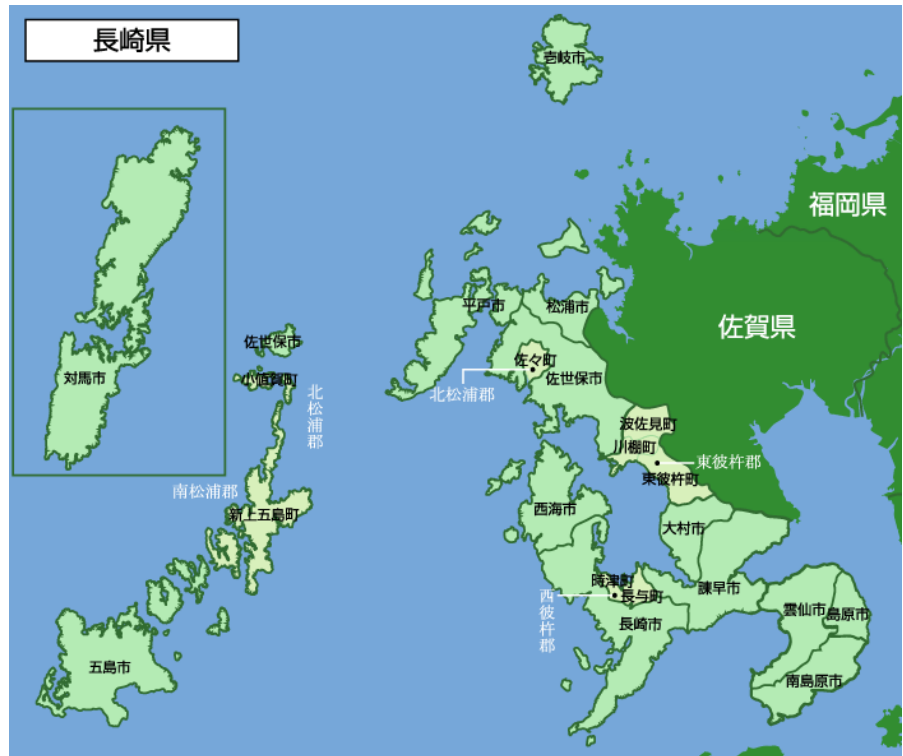 長崎県
壱岐市
福岡県
佐賀県
平戸市
松浦市
佐世保市
佐々町
対馬市
小値賀町
佐世保市
北松浦郡
北松浦郡
波佐見町
川棚町
東彼杵郡
東彼杵町
南松浦郡
新上五島町
西海市
大村市
時津町
長与町
諫早市
西彼杵郡
長崎市
雲仙市
島原市
五島市
南島原市